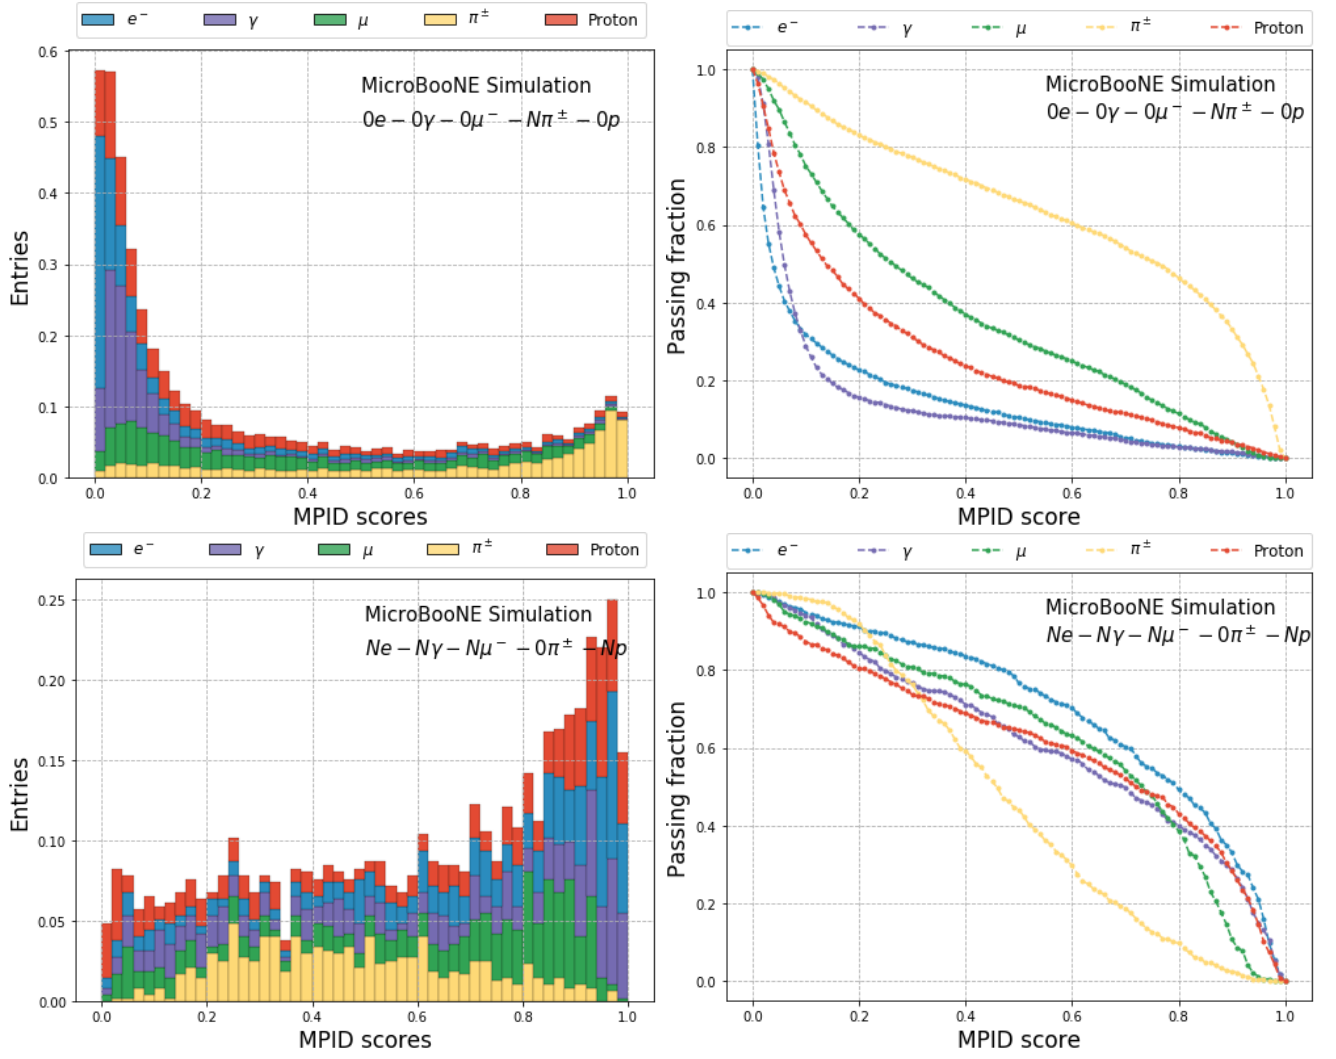 e⁻ γ μ π± Proton
MicroBooNE Simulation
0e − 0γ − 0μ⁻ − Nπ± − 0p
Entries
0.6
0.5
0.4
0.3
0.2
0.1
0.0
0.0 0.2 0.4 0.6 0.8 1.0
MPID scores
e⁻ γ μ π± Proton
MicroBooNE Simulation
0e − 0γ − 0μ⁻ − Nπ± − 0p
Passing fraction
1.0
0.8
0.6
0.4
0.2
0.0
0.0 0.2 0.4 0.6 0.8 1.0
MPID score
e⁻ γ μ π± Proton
MicroBooNE Simulation
Ne − Nγ − Nμ⁻ − 0π± − Np
Entries
0.25
0.20
0.15
0.10
0.05
0.00
0.0 0.2 0.4 0.6 0.8 1.0
MPID scores
e⁻ γ μ π± Proton
MicroBooNE Simulation
Ne − Nγ − Nμ⁻ − 0π± − Np
Passing fraction
1.0
0.8
0.6
0.4
0.2
0.0
0.0 0.2 0.4 0.6 0.8 1.0
MPID score